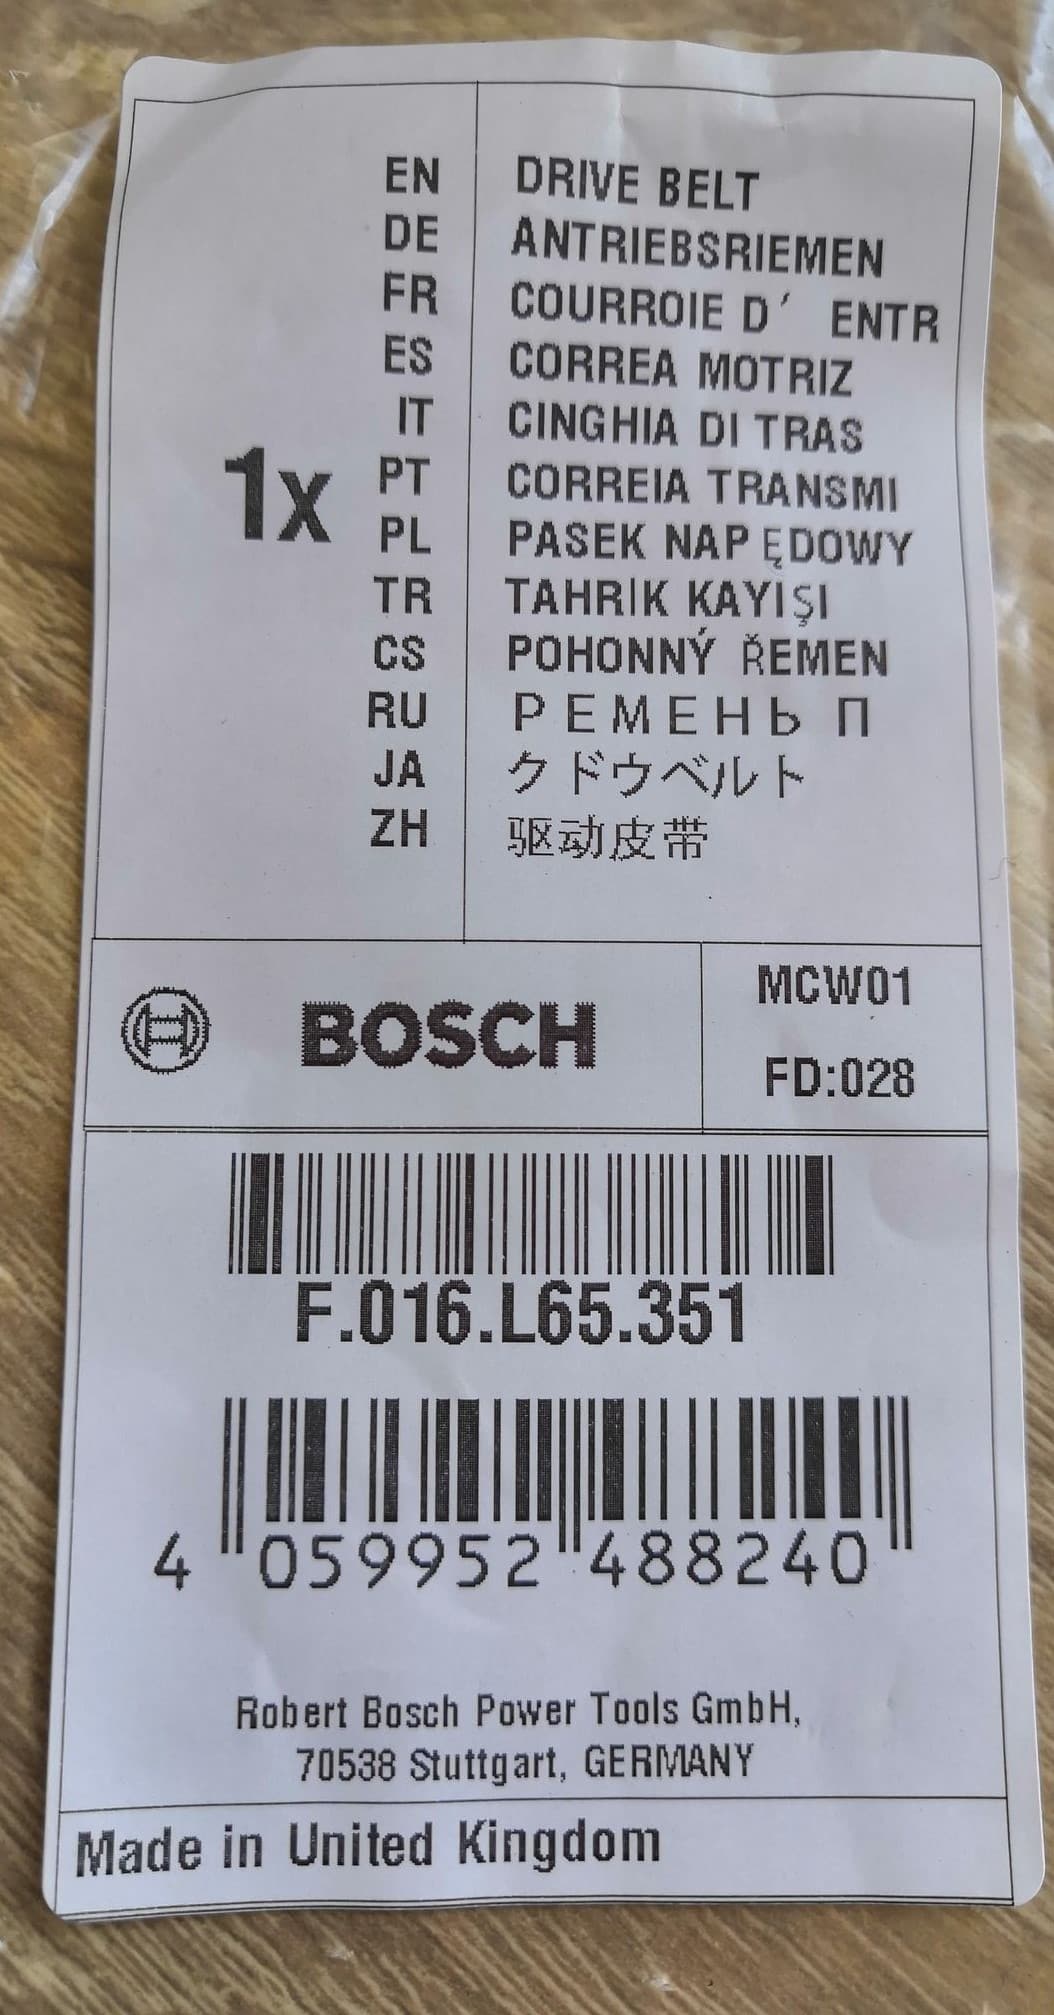 1x
EN DRIVE BELT
DE ANTRIEBSRIEMEN
FR COURROIE D´ ENTR
ES CORREA MOTRIZ
IT CINGHIA DI TRAS
PT CORREIA TRANSMI
PL PASEK NAPĘDOWY
TR TAHRİK KAYIŞI
CS POHONNÝ ŘEMEN
RU РЕМЕНЬ П
JA クドウベルト
ZH 驱动皮带
BOSCH
MCW01
FD:028
F.016.L65.351
4 059952 488240
Robert Bosch Power Tools GmbH,
70538 Stuttgart, GERMANY
Made in United Kingdom